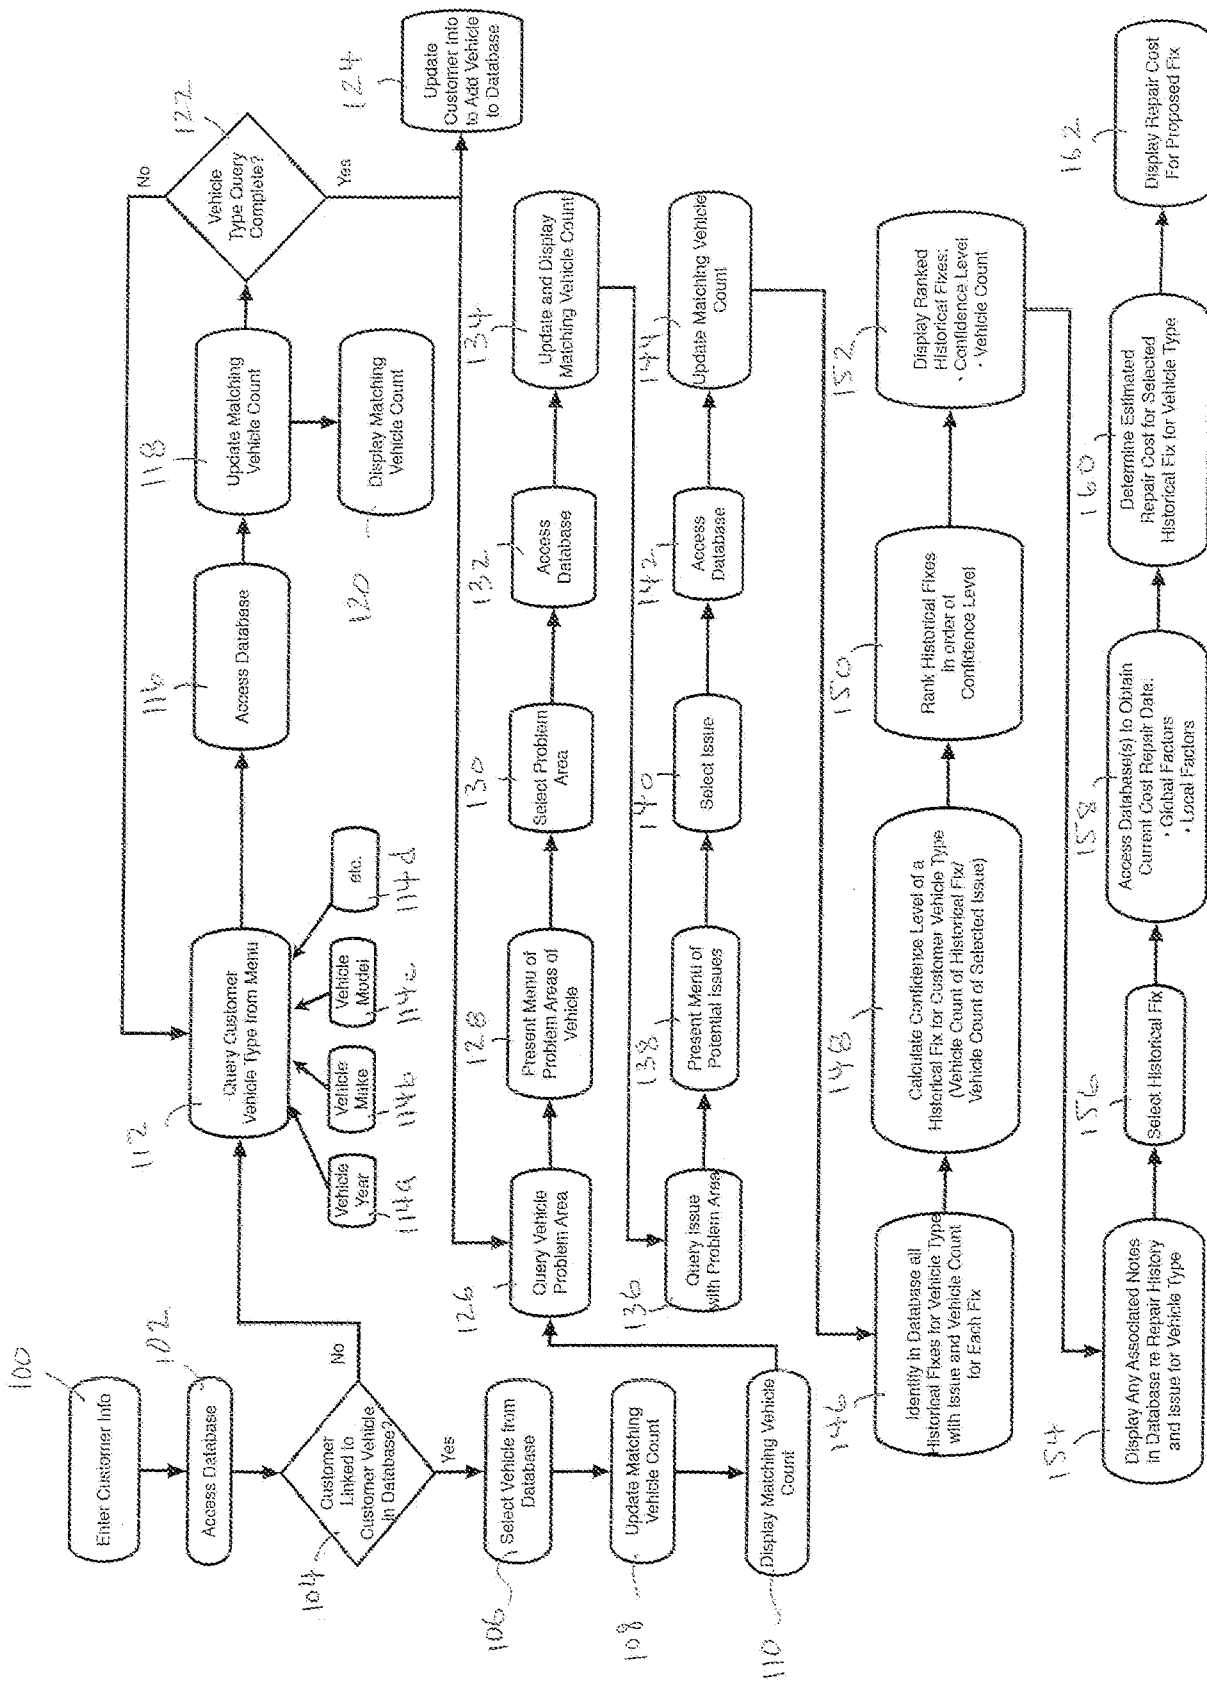 100
Enter Customer Info
102
Access Database
104
Customer
Linked to
Customer Vehicle
in Database?
No
Yes
106
Select Vehicle from
Database
108
Update Matching
Vehicle Count
110
Display Matching Vehicle
Count
112
Query Customer
Vehicle Type from Menu
Vehicle
Year
114a
Vehicle
Make
114b
Vehicle
Model
114c
etc.
114d
116
Access Database
118
Update Matching
Vehicle Count
120
Display Matching
Vehicle Count
122
Vehicle
Type Query
Complete?
No
Yes
124
Update
Customer Into
to Add Vehicle
to Database
126
Query Vehicle
Problem Area
128
Present Menu of
Problem Areas of
Vehicle
130
Select Problem
Area
132
Access
Database
134
Update and Display
Matching Vehicle Count
136
Query Issue
with Problem Area
138
Present Menu of
Potential Issues
140
Select Issue
142
Access
Database
144
Update Matching Vehicle
Count
146
Identity in Database all
Historical Fixes for Vehicle Type
with Issue and Vehicle Count
for Each Fix
148
Calculate Confidence Level of a
Historical Fix for Customer Vehicle Type
(Vehicle Count of Historical Fix/
Vehicle Count of Selected Issue)
150
Rank Historical Fixes
in order of
Confidence Level
152
Display Ranked
Historical Fixes:
• Confidence Level
• Vehicle Count
154
Display Any Associated Notes
in Database re Repair History
and Issue for Vehicle Type
156
Select Historical Fix
158
Access Database(s) to Obtain
Current Cost Repair Date:
• Global Factors
• Local Factors
160
Determine Estimated
Repair Cost for Selected
Historical Fix for Vehicle Type
162
Display Repair Cost
For Proposed Fix